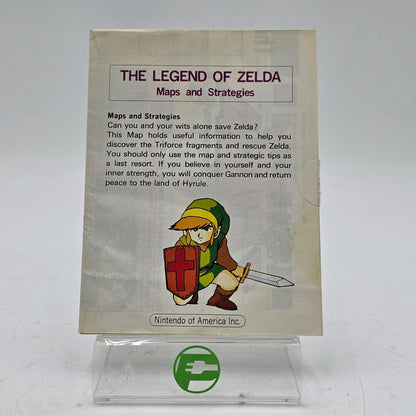 THE LEGEND OF ZELDA
Maps and Strategies
Maps and Strategies
Can you and your wits alone save Zelda?
This Map holds useful information to help you
discover the Triforce fragments and rescue Zelda.
You should only use the map and strategic tips as
a last resort. If you believe in yourself and your
inner strength, you will conquer Gannon and return
peace to the land of Hyrule.
Nintendo of America Inc.